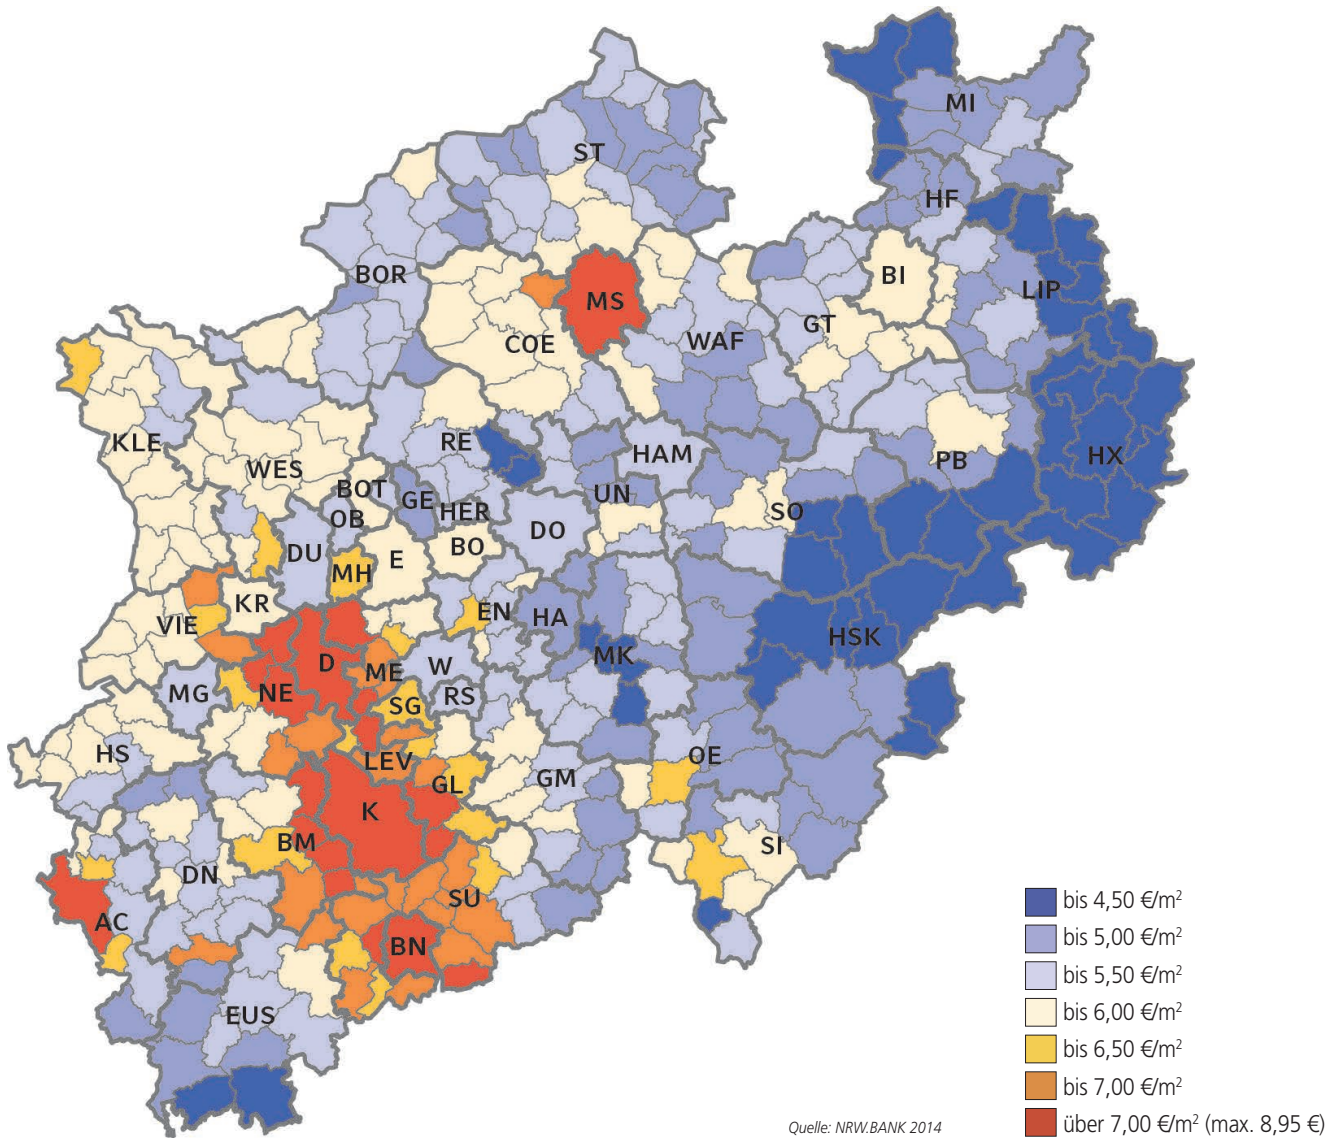 MI
ST
HF
BOR
BI
LIP
MS
GT
COE
WAF
KLE
RE
HAM
WES
PB
HX
BOT
GE
UN
OB
HER
SO
DU
DO
BO
E
MH
KR
EN
HA
VIE
HSK
MK
D
W
ME
MG
NE
RS
SG
HS
OE
LEV
GM
GL
K
BM
SI
DN
SU
AC
BN
EUS
bis 4,50 €/m²
bis 5,00 €/m²
bis 5,50 €/m²
bis 6,00 €/m²
bis 6,50 €/m²
bis 7,00 €/m²
über 7,00 €/m² (max. 8,95 €)
Quelle: NRW.BANK 2014